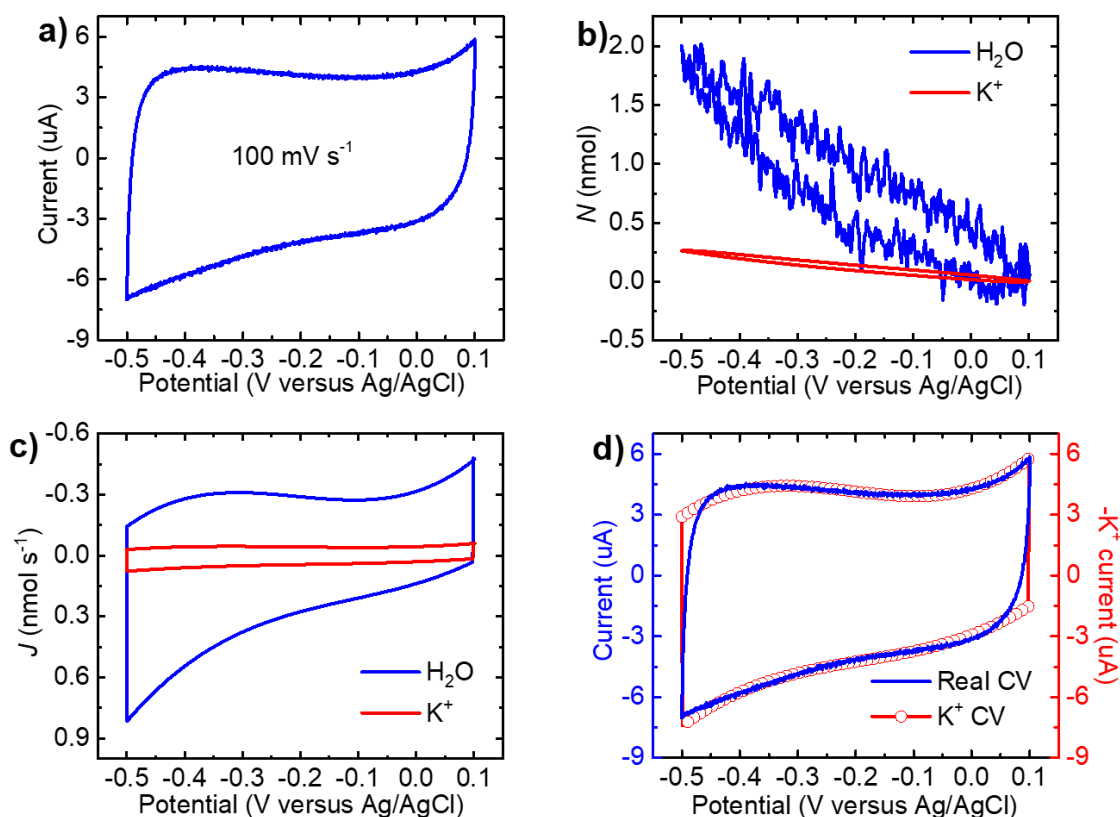 a)
6
3
0
-3
-6
-9
Current (uA)
100 mV s⁻¹
-0.5 -0.4 -0.3 -0.2 -0.1 0.0 0.1
Potential (V versus Ag/AgCl)
b)
2.0
1.5
1.0
0.5
0.0
0.5
N (nmol)
H₂O
K⁺
-0.5 -0.4 -0.3 -0.2 -0.1 0.0 0.1
Potential (V versus Ag/AgCl)
c)
-0.6
-0.3
0.0
0.3
0.6
0.9
J (nmol s⁻¹)
H₂O
K⁺
-0.5 -0.4 -0.3 -0.2 -0.1 0.0 0.1
Potential (V versus Ag/AgCl)
d)
6
3
0
-3
-6
-9
Current (uA)
Real CV
K⁺ CV
6
3
0
-3
-6
-9
-K⁺ current (uA)
-0.5 -0.4 -0.3 -0.2 -0.1 0.0 0.1
Potential (V versus Ag/AgCl)